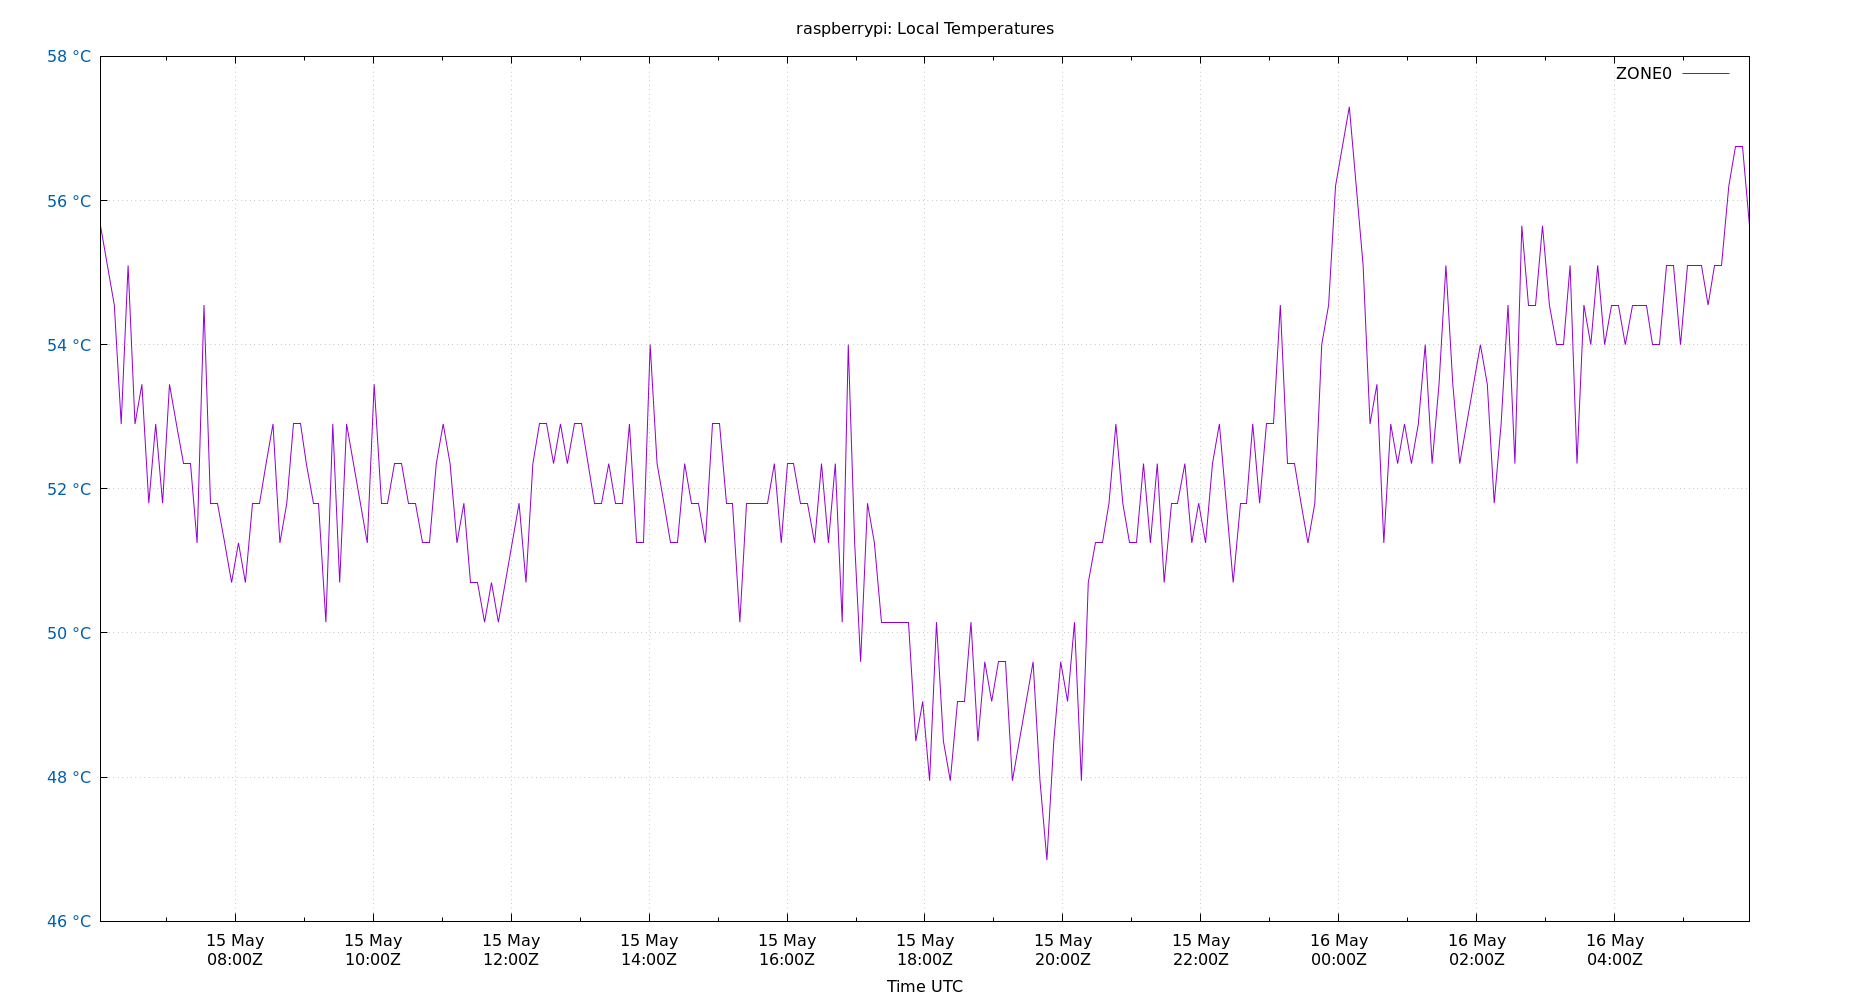 raspberrypi: Local Temperatures
58 °C
ZONE0
56 °C
54 °C
52 °C
50 °C
48 °C
46 °C
15 May 15 May 15 May 15 May 15 May 15 May 15 May 15 May 16 May 16 May 16 May
08:00Z 10:00Z 12:00Z 14:00Z 16:00Z 18:00Z 20:00Z 22:00Z 00:00Z 02:00Z 04:00Z
Time UTC